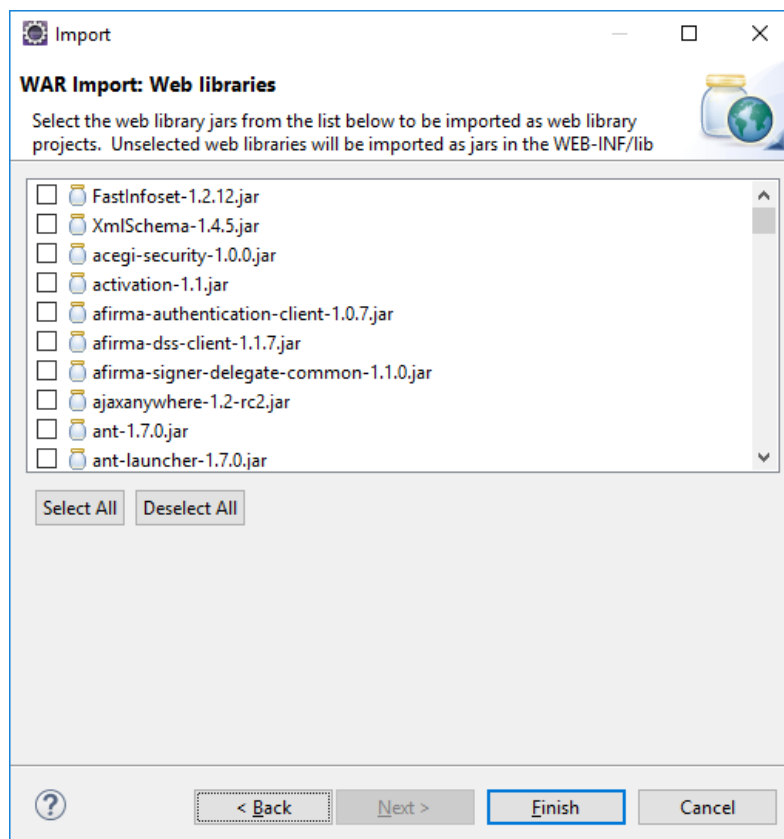 Import
WAR Import: Web libraries
Select the web library jars from the list below to be imported as web library
projects. Unselected web libraries will be imported as jars in the WEB-INF/lib
FastInfoset-1.2.12.jar
XmlSchema-1.4.5.jar
acegi-security-1.0.0.jar
activation-1.1.jar
afirma-authentication-client-1.0.7.jar
afirma-dss-client-1.1.7.jar
afirma-signer-delegate-common-1.1.0.jar
ajaxanywhere-1.2-rc2.jar
ant-1.7.0.jar
ant-launcher-1.7.0.jar
Select All Deselect All
? < Back Next > Finish Cancel